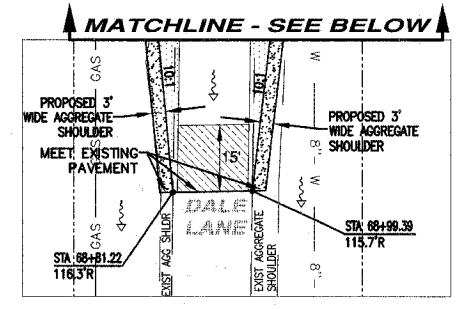 MATCHLINE - SEE BELOW
GAS
W
10:1
10:1
PROPOSED 3'
WIDE AGGREGATE
SHOULDER
PROPOSED 3'
WIDE AGGREGATE
SHOULDER
8"
MEET EXISTING
PAVEMENT
15'
W
DALE
LANE
GAS
EXIST AGG SHLDR
EXIST AGGREGATE
SHOULDER
STA 68+99.39
115.7'R
STA 68+81.22
116.3'R
8"